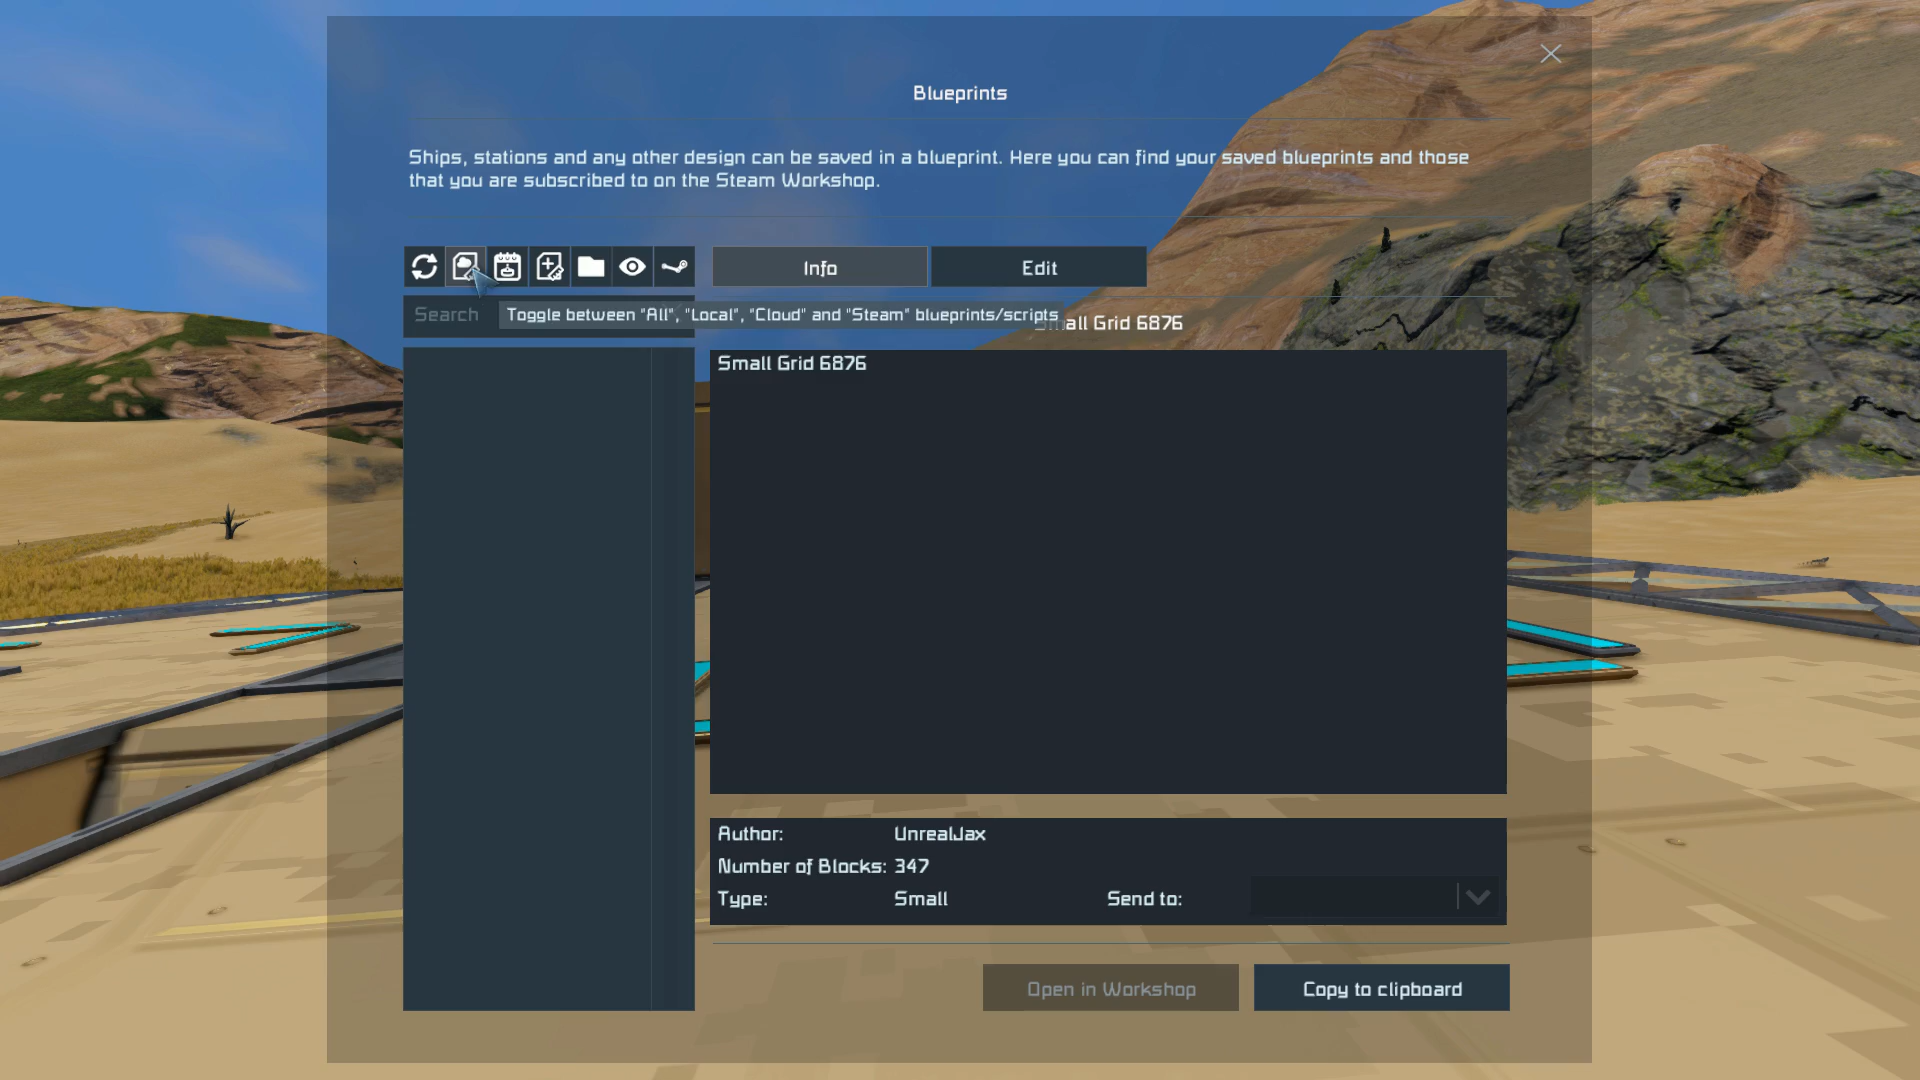 Blueprints
Ships, stations and any other design can be saved in a blueprint. Here you can find your saved blueprints and those
that you are subscribed to on the Steam Workshop.
Info
Edit
Search
Toggle between "All", "Local", "Cloud" and "Steam" blueprints/scripts
Small Grid 6876
Small Grid 6876
Author: UnrealJax
Number of Blocks: 347
Type: Small
Send to:
Open in Workshop
Copy to clipboard